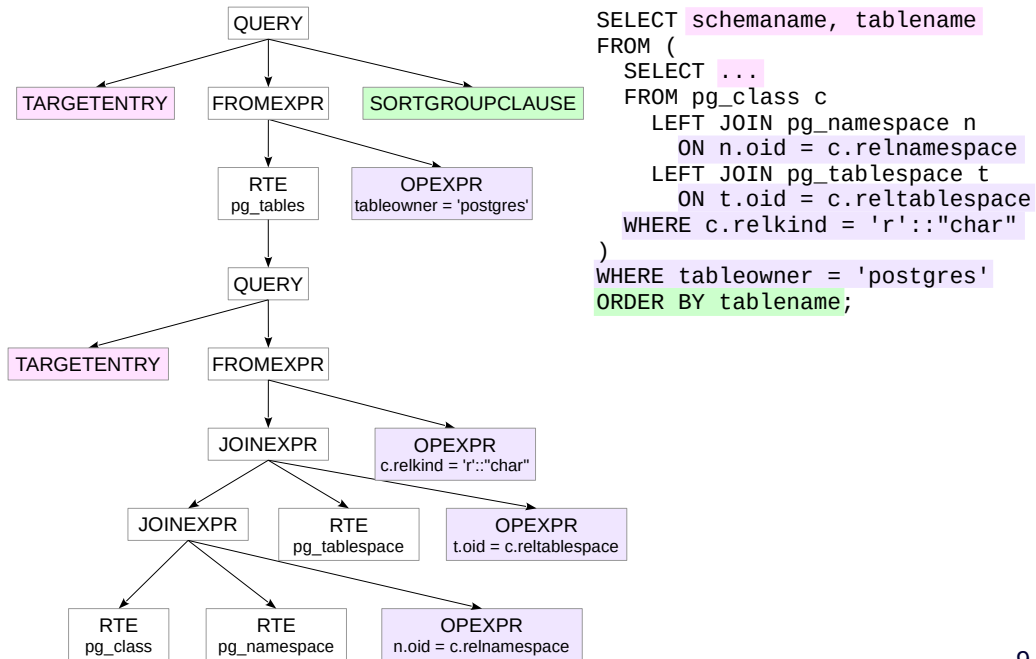 QUERY
TARGETENTRY
FROMEXPR
SORTGROUPCLAUSE
RTE
pg_tables
OPEXPR
tableowner = 'postgres'
QUERY
TARGETENTRY
FROMEXPR
JOINEXPR
OPEXPR
c.relkind = 'r'::"char"
JOINEXPR
RTE
pg_tablespace
OPEXPR
t.oid = c.reltablespace
RTE
pg_class
RTE
pg_namespace
OPEXPR
n.oid = c.relnamespace
SELECT schemaname, tablename
FROM (
SELECT ...
FROM pg_class c
LEFT JOIN pg_namespace n
ON n.oid = c.relnamespace
LEFT JOIN pg_tablespace t
ON t.oid = c.reltablespace
WHERE c.relkind = 'r'::"char"
)
WHERE tableowner = 'postgres'
ORDER BY tablename;